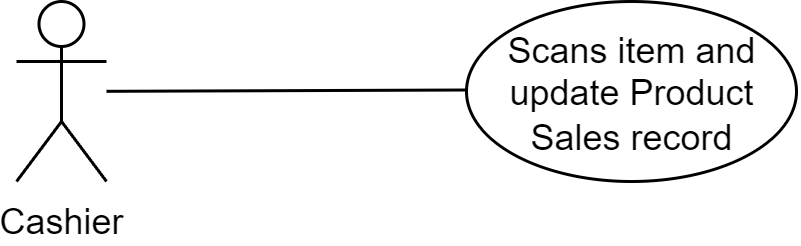 Scans item and
update Product
Sales record
Cashier